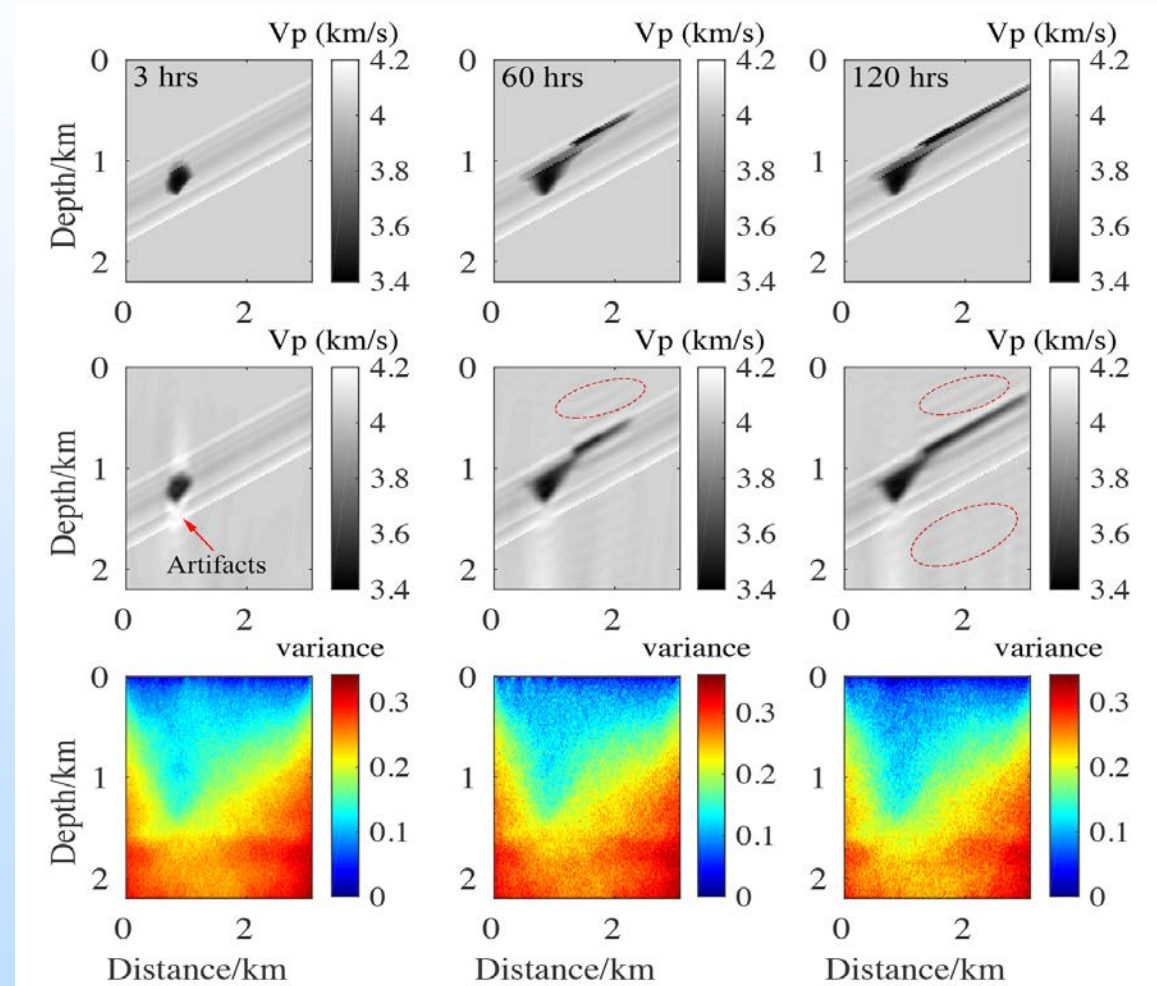 Vp (km/s) Vp (km/s) Vp (km/s)
0 3 hrs 4.2 0 60 hrs 4.2 0 120 hrs 4.2
4 4 4
Depth/km 1 3.8 1 3.8 1 3.8
3.6 3.6 3.6
2 3.4 2 3.4 2 3.4
0 2 0 2 0 2
Vp (km/s) Vp (km/s) Vp (km/s)
0 4.2 0 4.2 0 4.2
4 4 4
Depth/km 1 3.8 1 3.8 1 3.8
Artifacts 3.6 3.6 3.6
2 3.4 2 3.4 2 3.4
0 2 0 2 0 2
variance variance variance
0 0.3 0 0.3 0 0.3
0.2 0.2 0.2
Depth/km 1 0.1 1 0.1 1 0.1
2 0 2 0 2 0
0 2 0 2 0 2
Distance/km Distance/km Distance/km